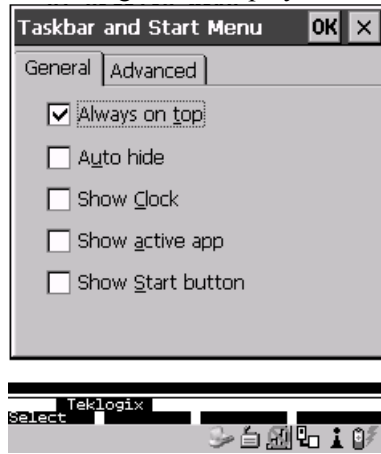 Taskbar and Start Menu OK ×
General Advanced
Always on top
Auto hide
Show Clock
Show active app
Show Start button
Teklogix
Select